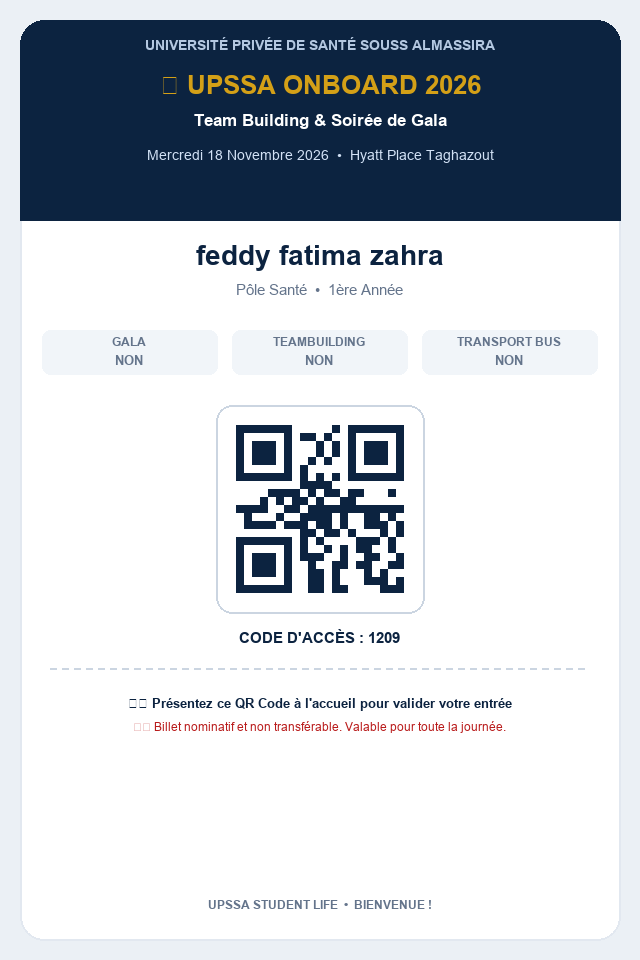 UNIVERSITÉ PRIVÉE DE SANTÉ SOUSS ALMASSIRA
UPSSA ONBOARD 2026
Team Building & Soirée de Gala
Mercredi 18 Novembre 2026 • Hyatt Place Taghazout
feddy fatima zahra
Pôle Santé • 1ère Année
GALA
NON
TEAMBUILDING
NON
TRANSPORT BUS
NON
CODE D'ACCÈS : 1209
Présentez ce QR Code à l'accueil pour valider votre entrée
Billet nominatif et non transférable. Valable pour toute la journée.
UPSSA STUDENT LIFE • BIENVENUE !